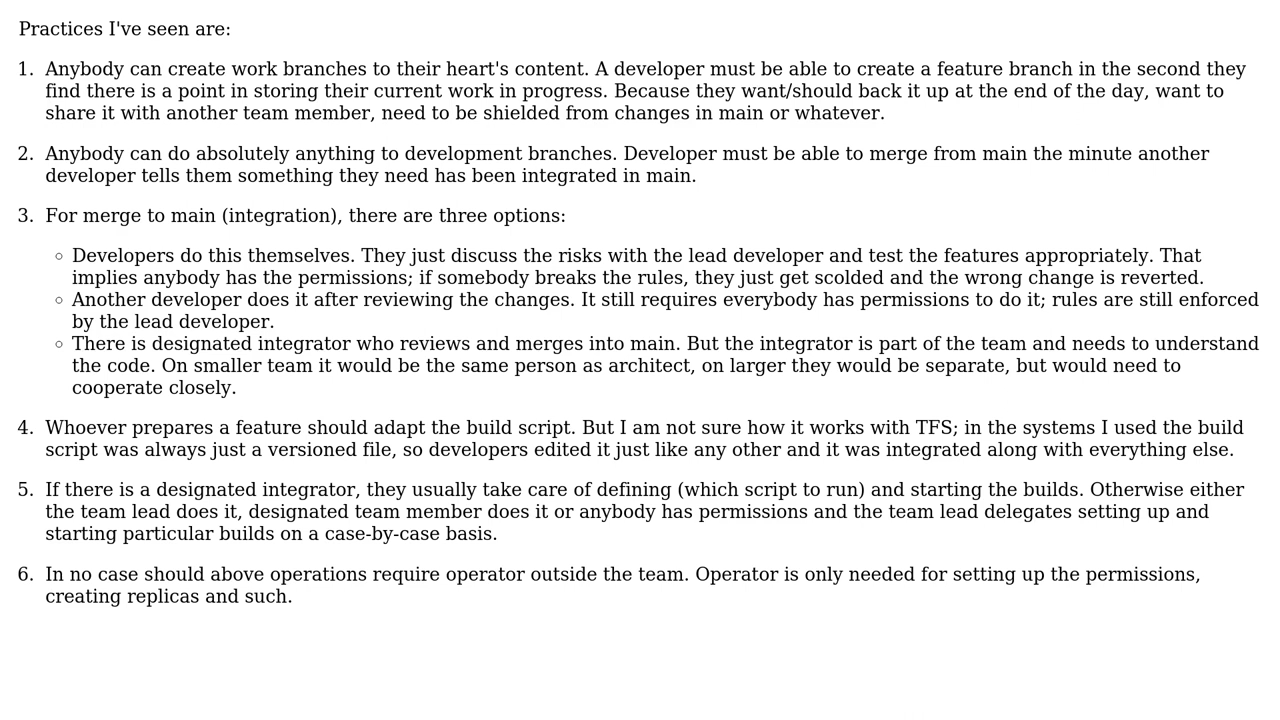 Practices I've seen are:
1. Anybody can create work branches to their heart's content. A developer must be able to create a feature branch in the second they
find there is a point in storing their current work in progress. Because they want/should back it up at the end of the day, want to
share it with another team member, need to be shielded from changes in main or whatever.
2. Anybody can do absolutely anything to development branches. Developer must be able to merge from main the minute another
developer tells them something they need has been integrated in main.
3. For merge to main (integration), there are three options:
◦ Developers do this themselves. They just discuss the risks with the lead developer and test the features appropriately. That
implies anybody has the permissions; if somebody breaks the rules, they just get scolded and the wrong change is reverted.
◦ Another developer does it after reviewing the changes. It still requires everybody has permissions to do it; rules are still enforced
by the lead developer.
◦ There is designated integrator who reviews and merges into main. But the integrator is part of the team and needs to understand
the code. On smaller team it would be the same person as architect, on larger they would be separate, but would need to
cooperate closely.
4. Whoever prepares a feature should adapt the build script. But I am not sure how it works with TFS; in the systems I used the build
script was always just a versioned file, so developers edited it just like any other and it was integrated along with everything else.
5. If there is a designated integrator, they usually take care of defining (which script to run) and starting the builds. Otherwise either
the team lead does it, designated team member does it or anybody has permissions and the team lead delegates setting up and
starting particular builds on a case-by-case basis.
6. In no case should above operations require operator outside the team. Operator is only needed for setting up the permissions,
creating replicas and such.